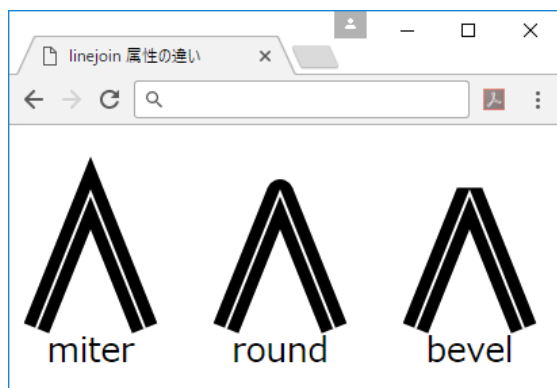 linejoin 属性の違い
miter round bevel